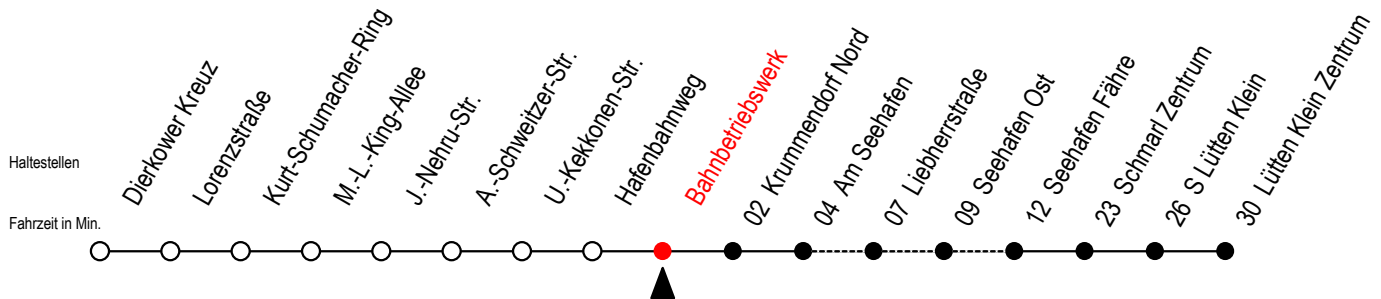 Haltestellen
Fahrzeit in Min.
Dierkower Kreuz
Lorenzstraße
Kurt-Schumacher-Ring
M.-L.-King-Allee
J.-Nehru-Str.
A.-Schweitzer-Str.
U.-Kekkonen-Str.
Hafenbahnweg
Bahnbetriebswerk
02 Krummendorf Nord
04 Am Seehafen
07 Liebherrstraße
09 Seehafen Ost
12 Seehafen Fähre
23 Schmarl Zentrum
26 S Lütten Klein
30 Lütten Klein Zentrum